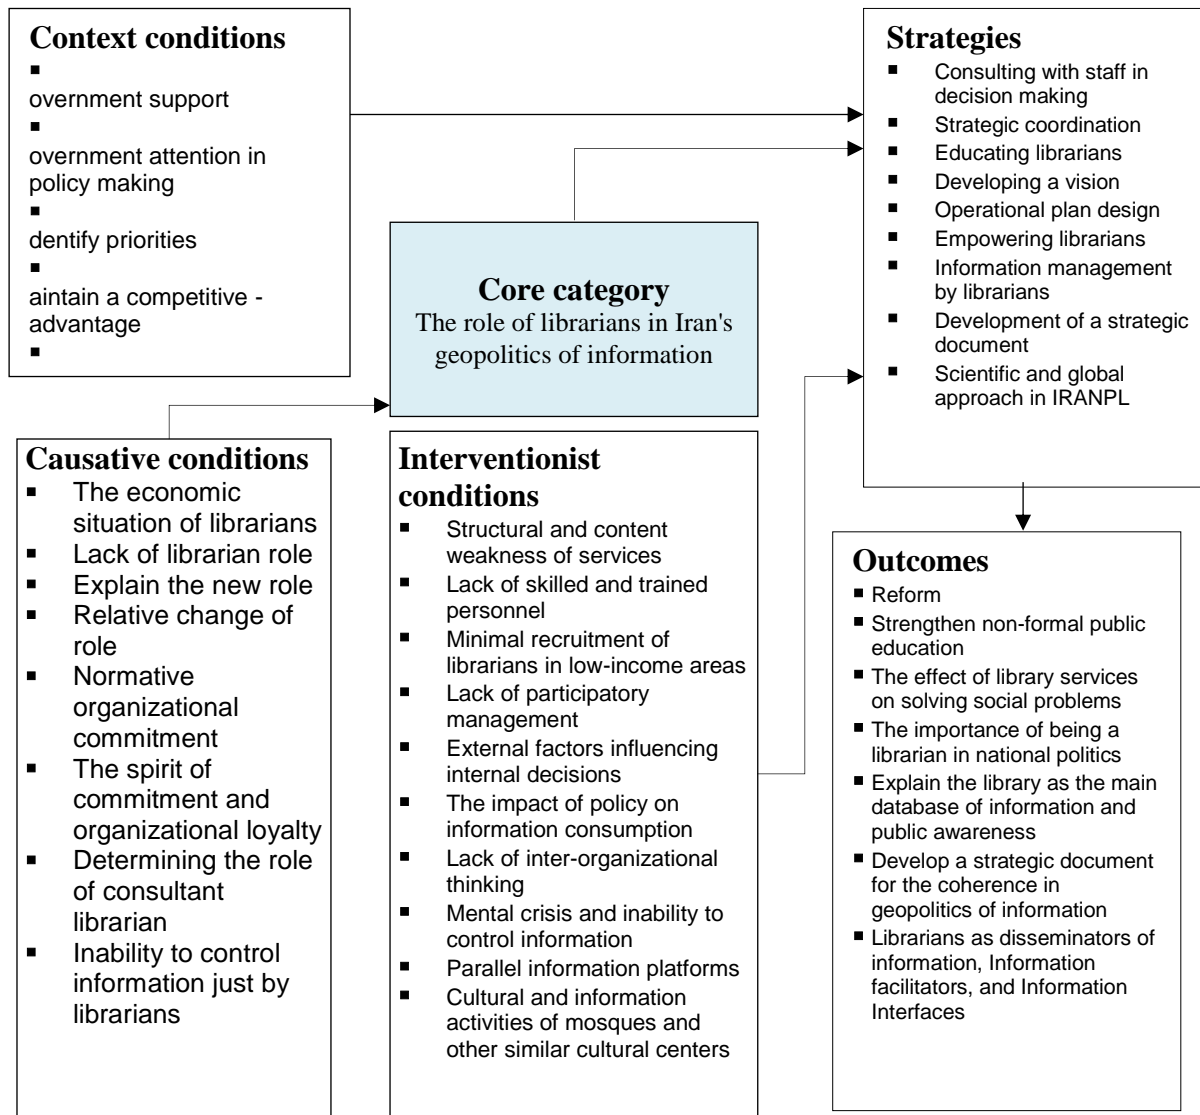 Context conditions
▪
overnment support
▪
overnment attention in
policy making
▪
dentify priorities
▪
aintain a competitive -
advantage
▪
Strategies
▪ Consulting with staff in
decision making
▪ Strategic coordination
▪ Educating librarians
▪ Developing a vision
▪ Operational plan design
▪ Empowering librarians
▪ Information management
by librarians
▪ Development of a strategic
document
▪ Scientific and global
approach in IRANPL
Core category
The role of librarians in Iran's
geopolitics of information
Causative conditions
▪ The economic
situation of librarians
▪ Lack of librarian role
▪ Explain the new role
▪ Relative change of
role
▪ Normative
organizational
commitment
▪ The spirit of
commitment and
organizational loyalty
▪ Determining the role
of consultant
librarian
▪ Inability to control
information just by
librarians
Interventionist
conditions
▪ Structural and content
weakness of services
▪ Lack of skilled and trained
personnel
▪ Minimal recruitment of
librarians in low-income areas
▪ Lack of participatory
management
▪ External factors influencing
internal decisions
▪ The impact of policy on
information consumption
▪ Lack of inter-organizational
thinking
▪ Mental crisis and inability to
control information
▪ Parallel information platforms
▪ Cultural and information
activities of mosques and
other similar cultural centers
Outcomes
▪ Reform
▪ Strengthen non-formal public
education
▪ The effect of library services
on solving social problems
▪ The importance of being a
librarian in national politics
▪ Explain the library as the main
database of information and
public awareness
▪ Develop a strategic document
for the coherence in
geopolitics of information
▪ Librarians as disseminators of
information, Information
facilitators, and Information
Interfaces